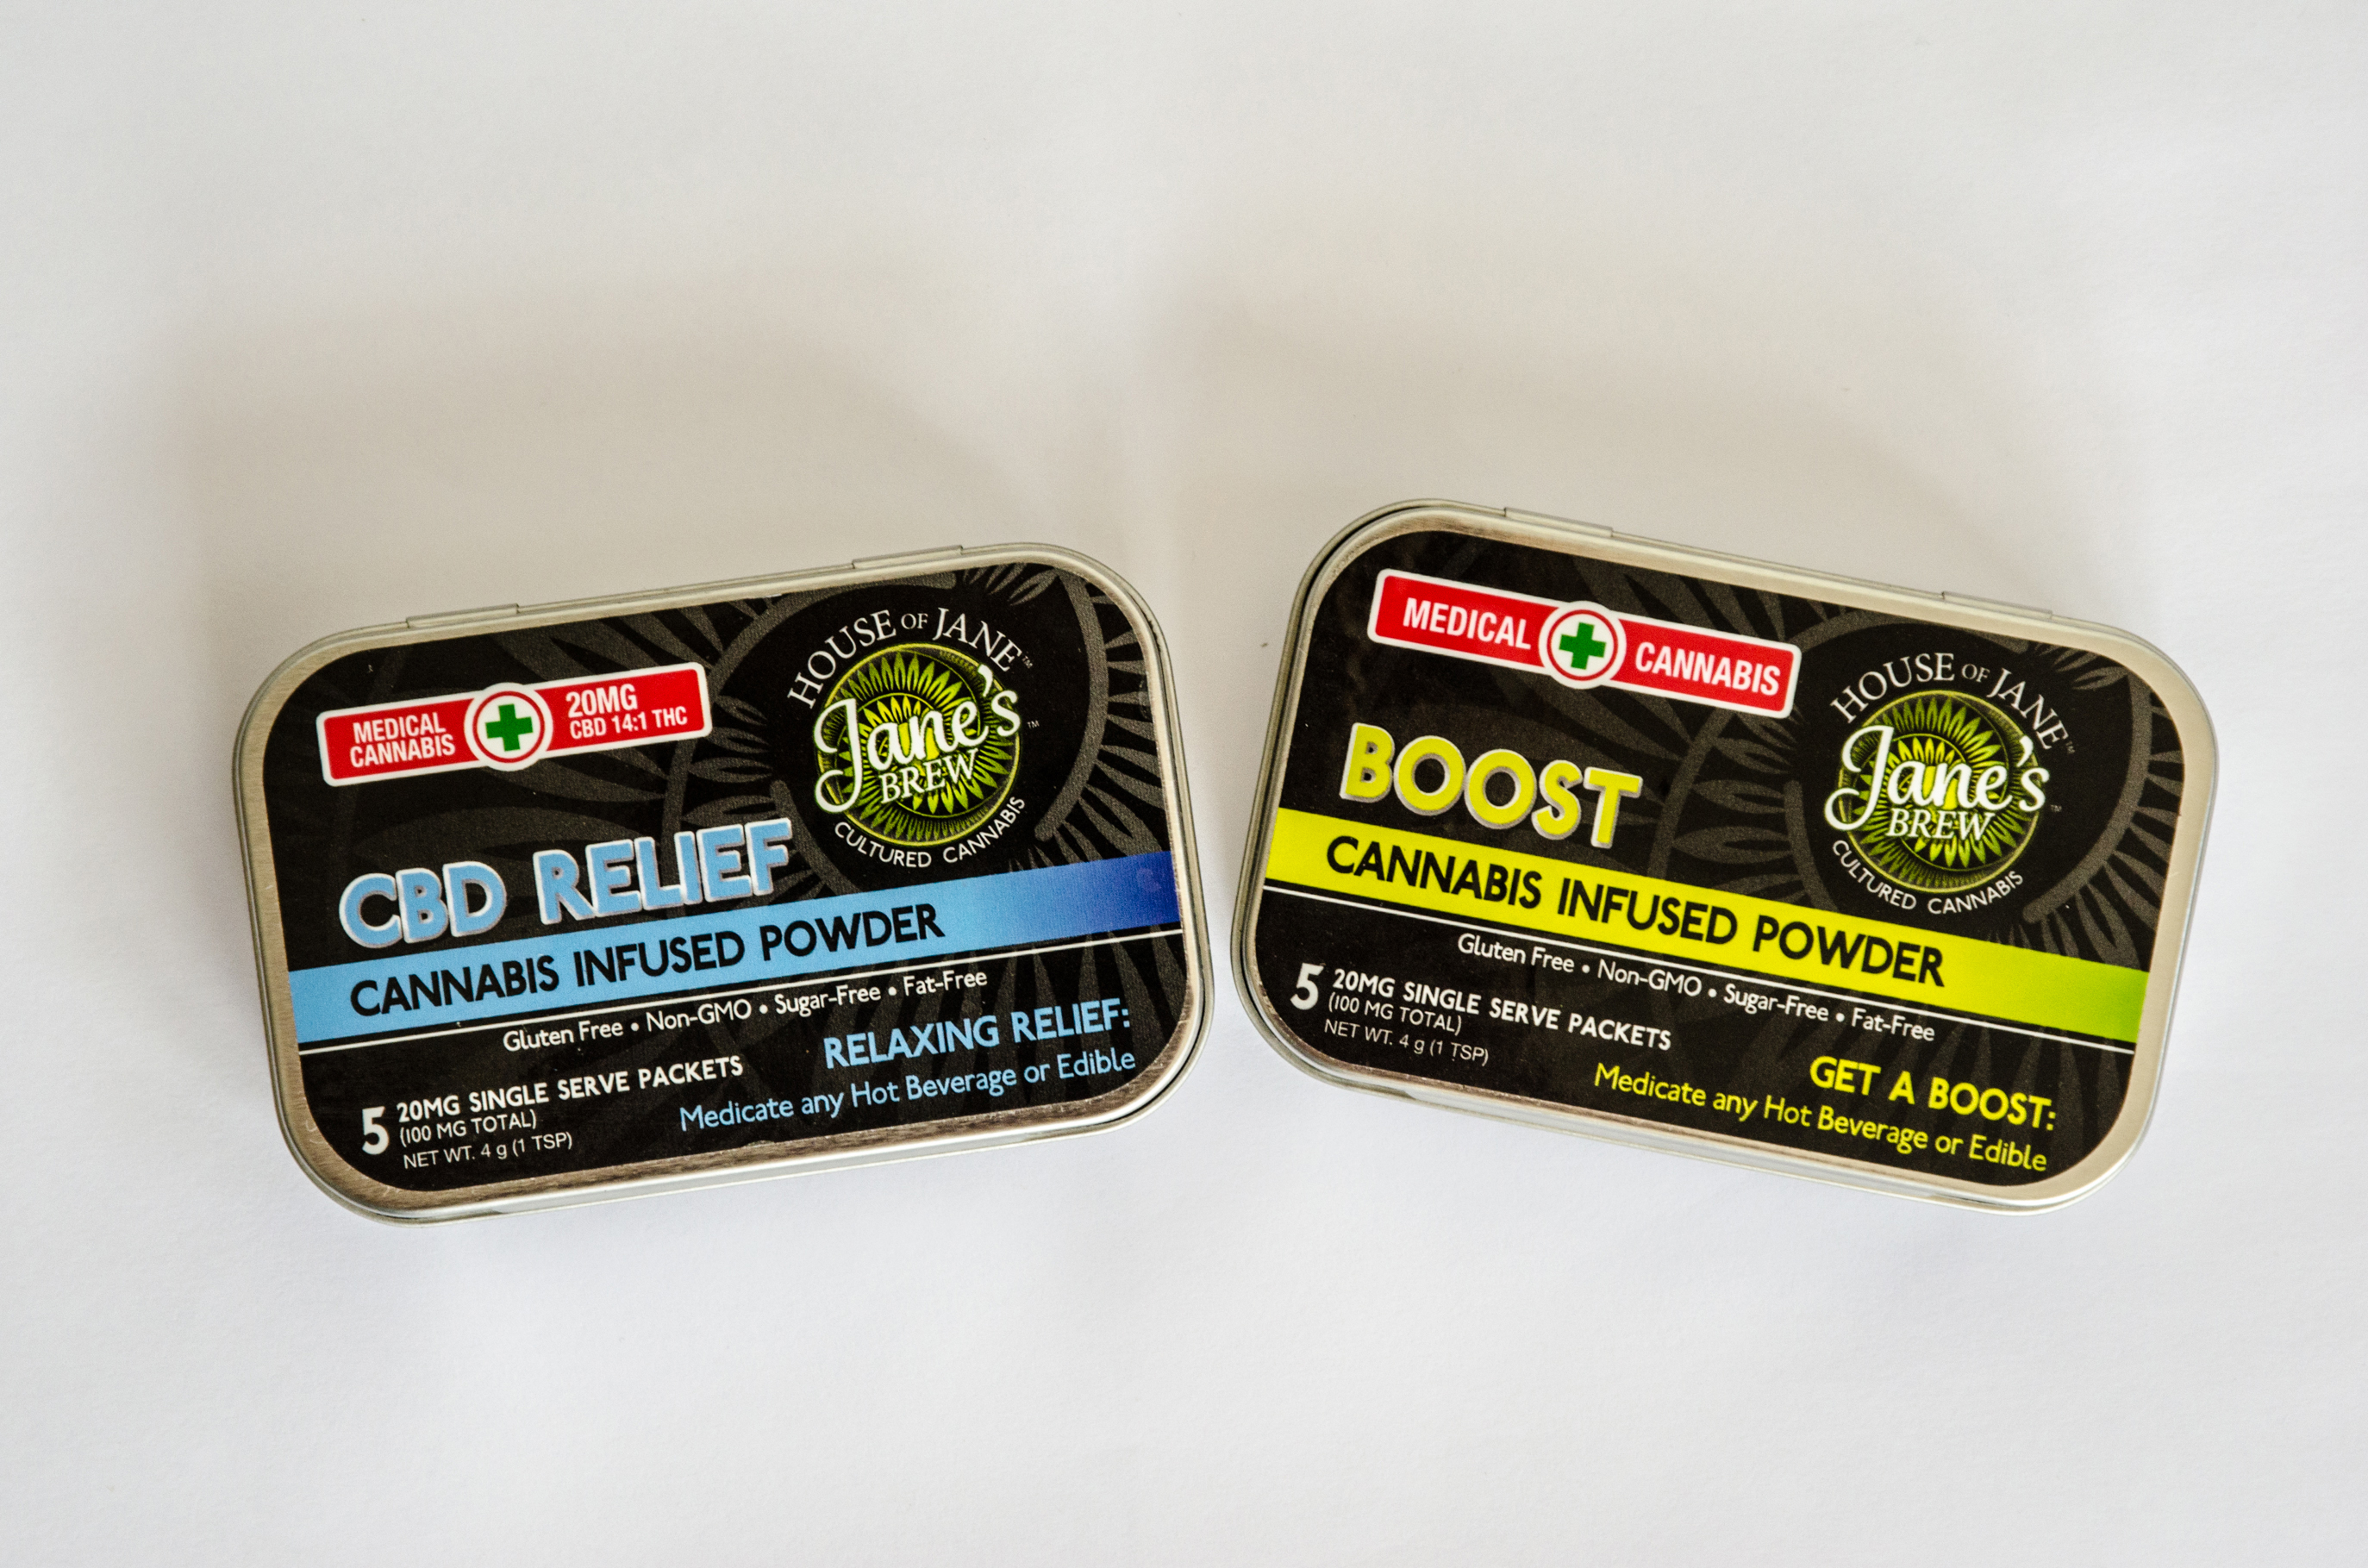 MEDICAL
CANNABIS
20MG
CBD 14:1 THC
HOUSE OF JANE™
Jane's™
BREW
CULTURED CANNABIS
CBD RELIEF
CANNABIS INFUSED POWDER
Gluten Free • Non-GMO • Sugar-Free • Fat-Free
5 20MG SINGLE SERVE PACKETS
(100 MG TOTAL)
NET WT. 4 g (1 TSP)
RELAXING RELIEF:
Medicate any Hot Beverage or Edible
MEDICAL CANNABIS
HOUSE OF JANE™
Jane's™
BREW
CULTURED CANNABIS
BOOST
CANNABIS INFUSED POWDER
Gluten Free • Non-GMO • Sugar-Free • Fat-Free
5 20MG SINGLE SERVE PACKETS
(100 MG TOTAL)
NET WT. 4 g (1 TSP)
GET A BOOST:
Medicate any Hot Beverage or Edible